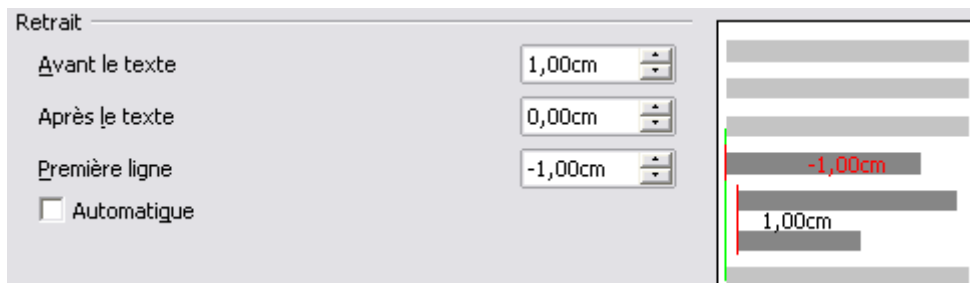 Retrait
Avant le texte 1,00cm
Après le texte 0,00cm
Première ligne -1,00cm
Automatique
-1,00cm
1,00cm